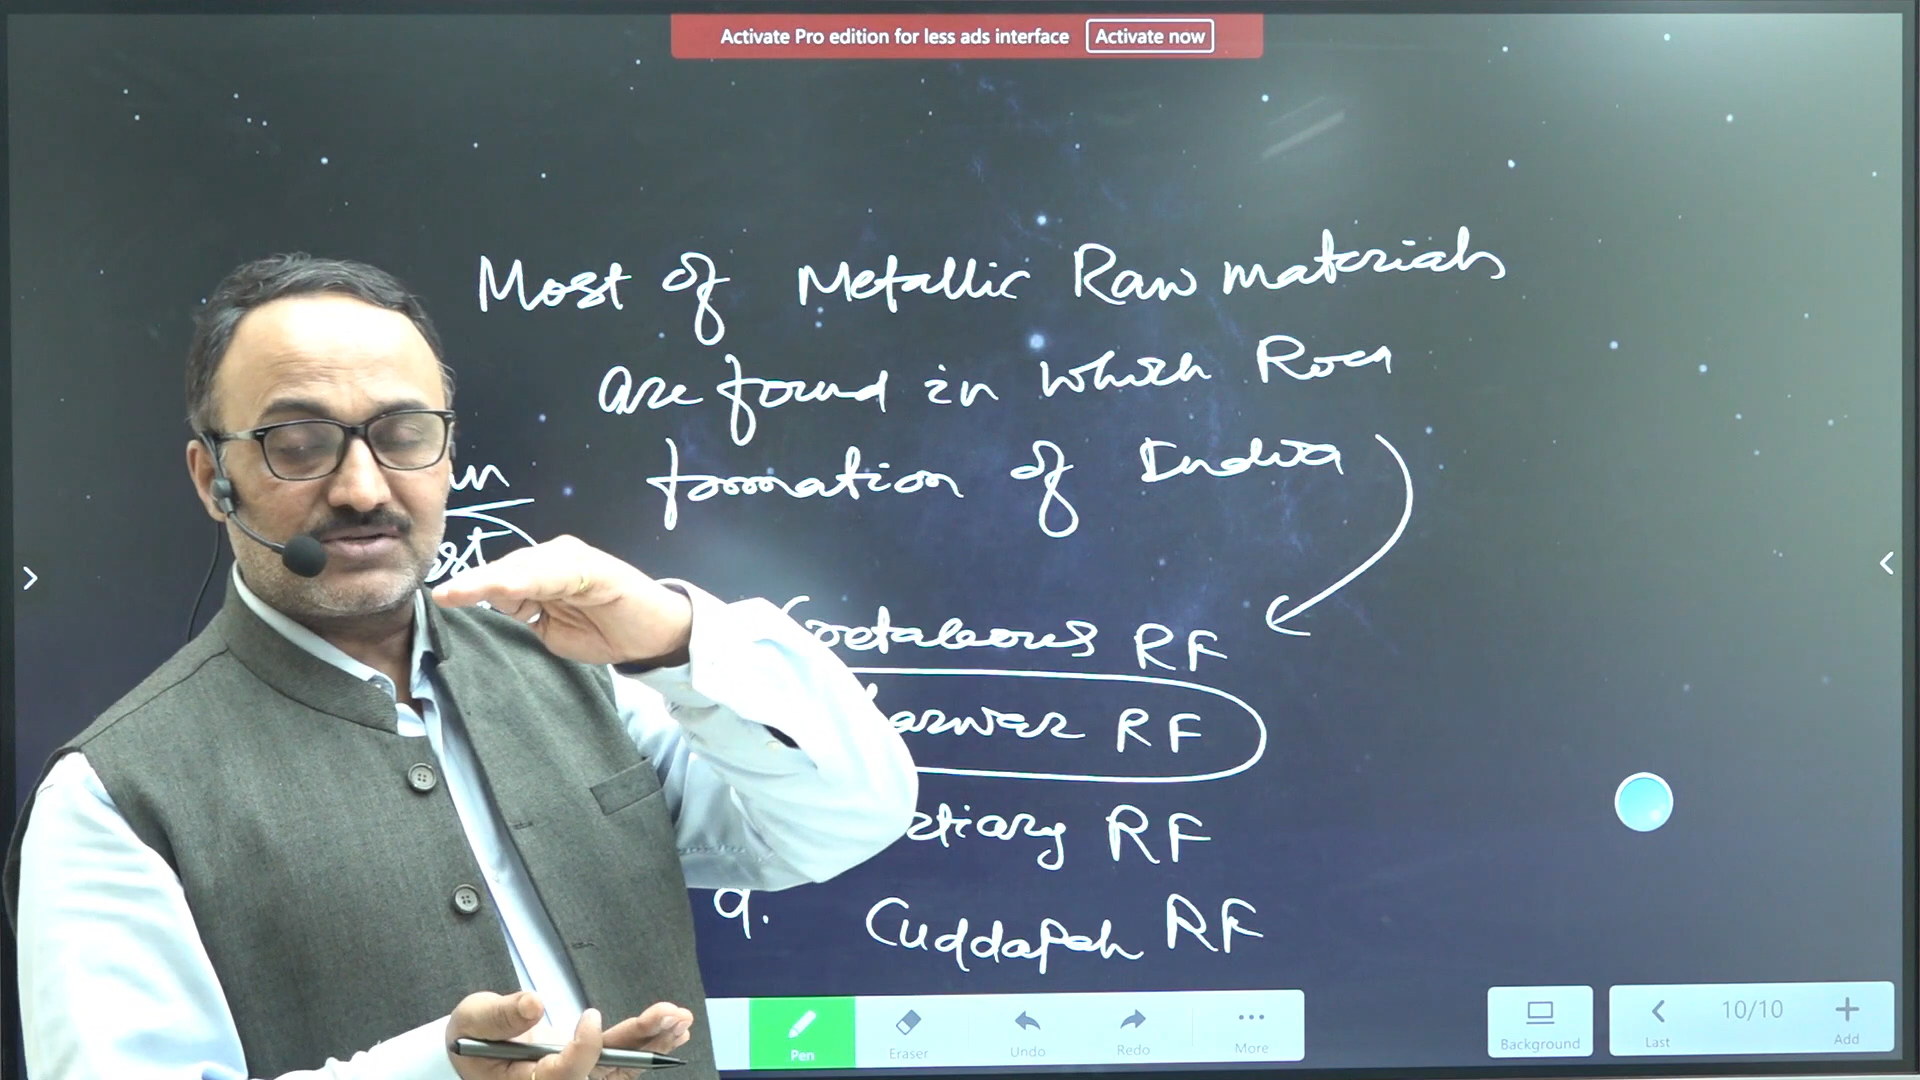 Activate Pro edition for less ads interface Activate now
Most of Metallic Raw materials
are found in which Rock
formation of India
RF
RF
RF
9. Cuddapah RF
Pen Eraser Undo Redo More
Background
Last 10/10 Add